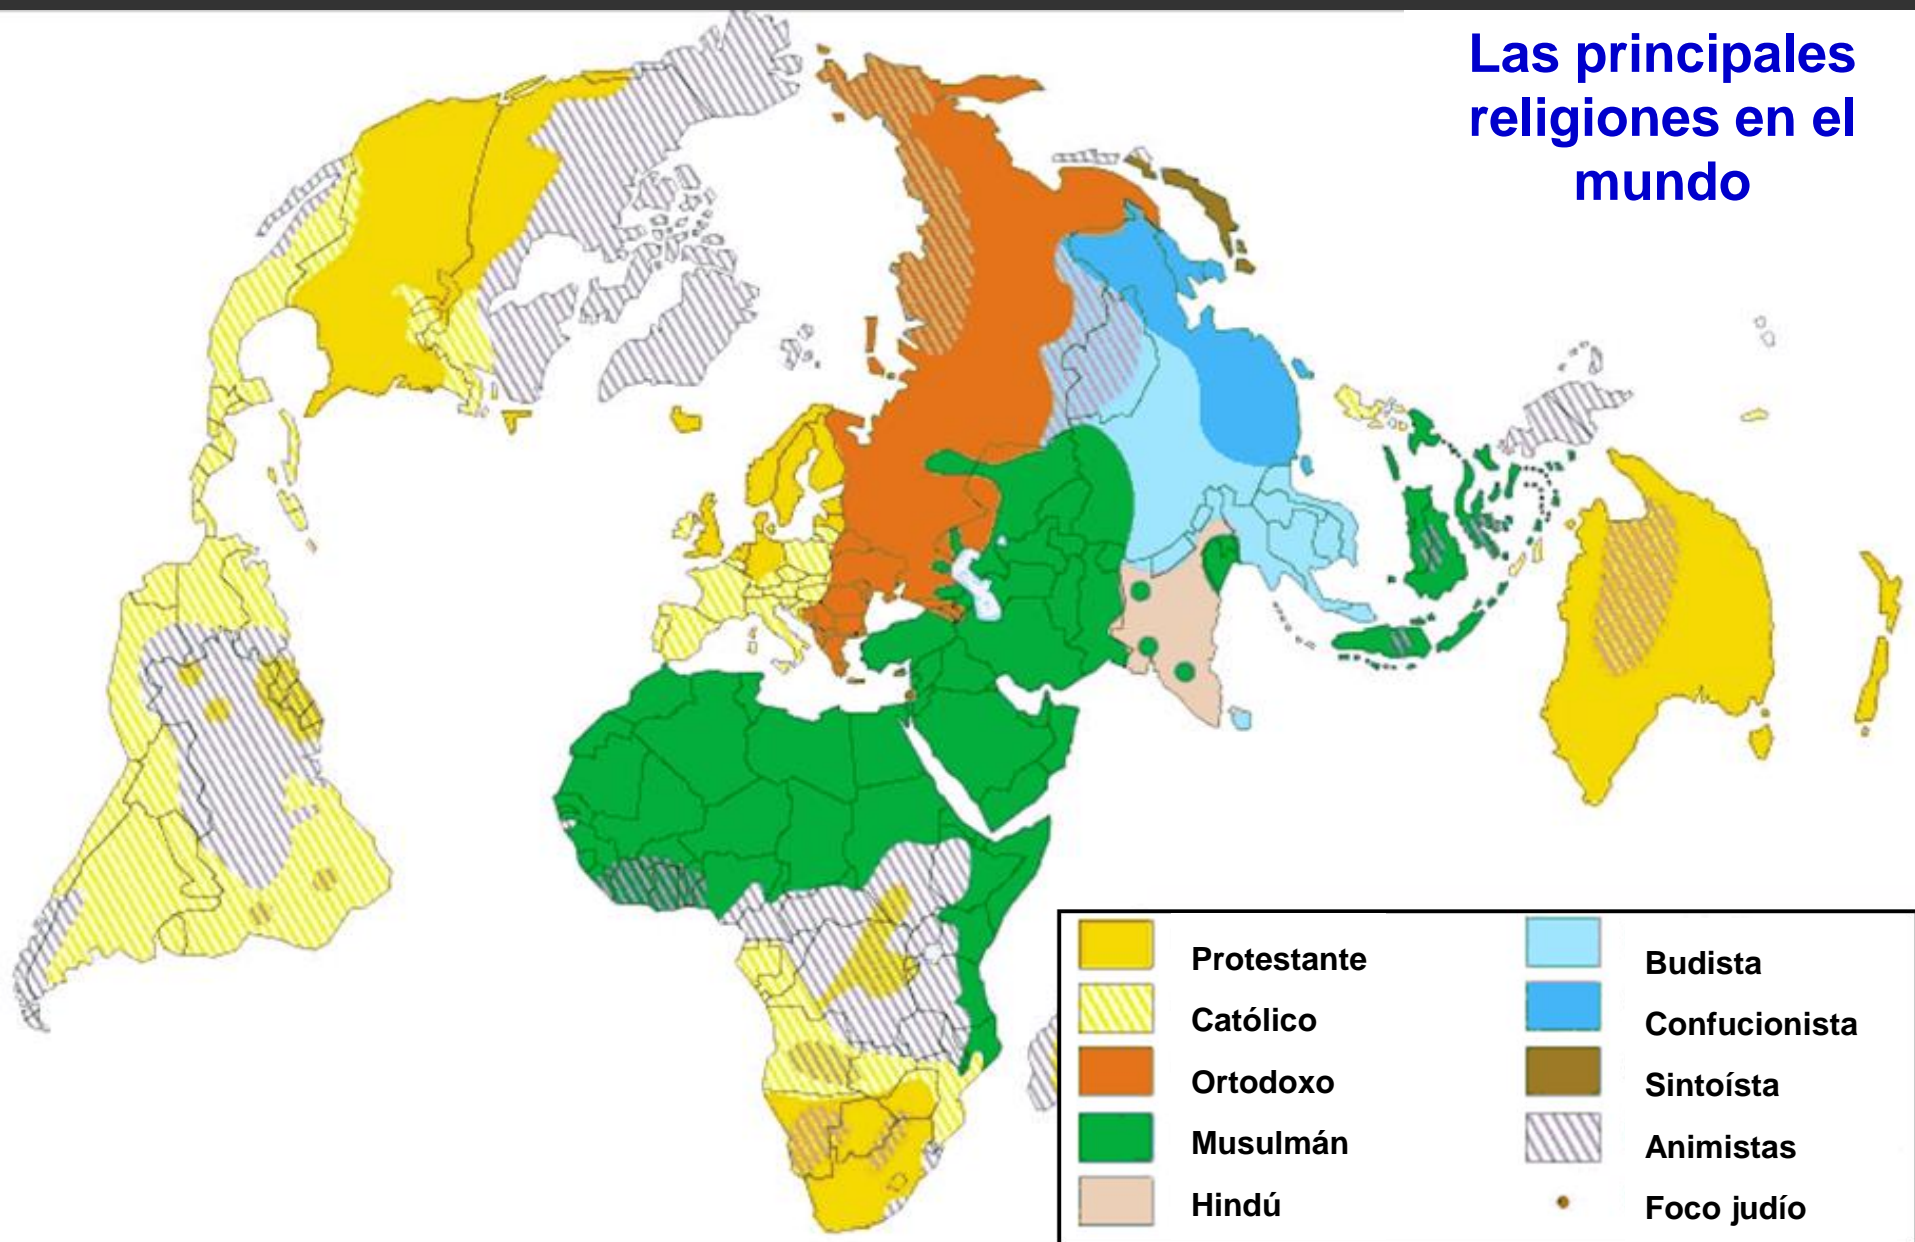 Las principales
religiones en el
mundo
Protestante
Católico
Ortodoxo
Musulmán
Hindú
Budista
Confucionista
Sintoísta
Animistas
Foco judío